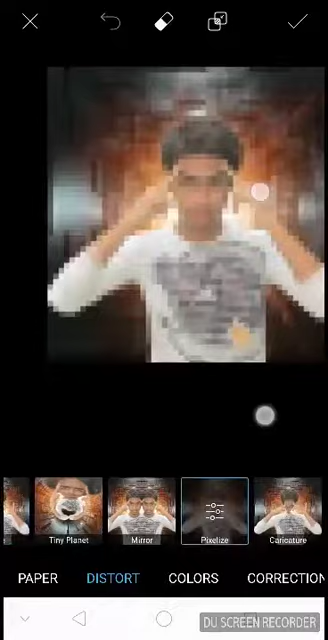 Tiny Planet Mirror Pixelize Caricature
PAPER DISTORT COLORS CORRECTION
DU SCREEN RECORDER